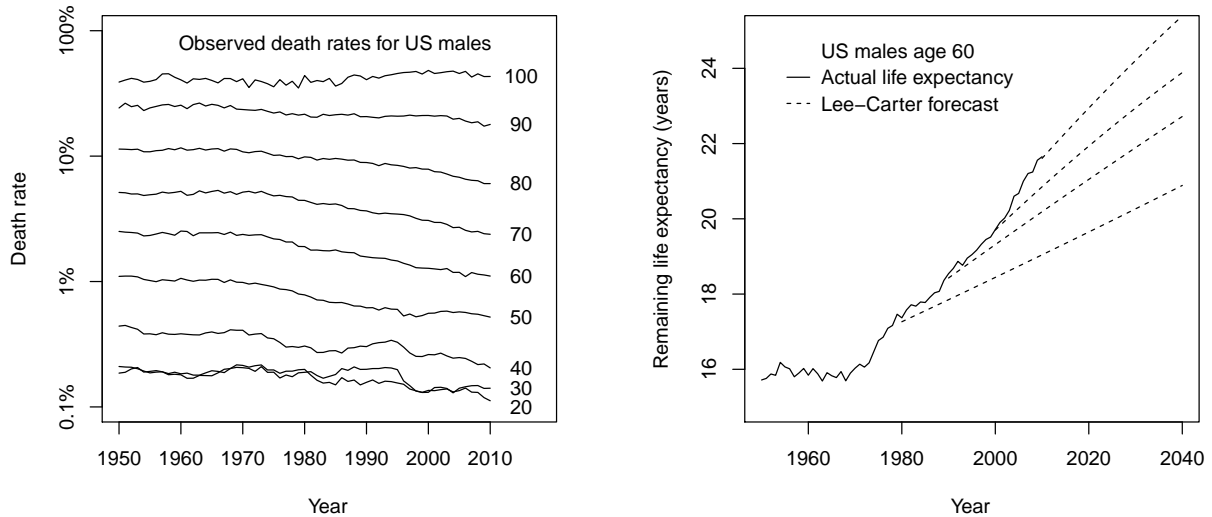 Observed death rates for US males
100%
10%
1%
0.1%
Death rate
100
90
80
70
60
50
40
30
20
1950 1960 1970 1980 1990 2000 2010
Year
US males age 60
Actual life expectancy
Lee−Carter forecast
24
22
20
18
16
Remaining life expectancy (years)
1960 1980 2000 2020 2040
Year